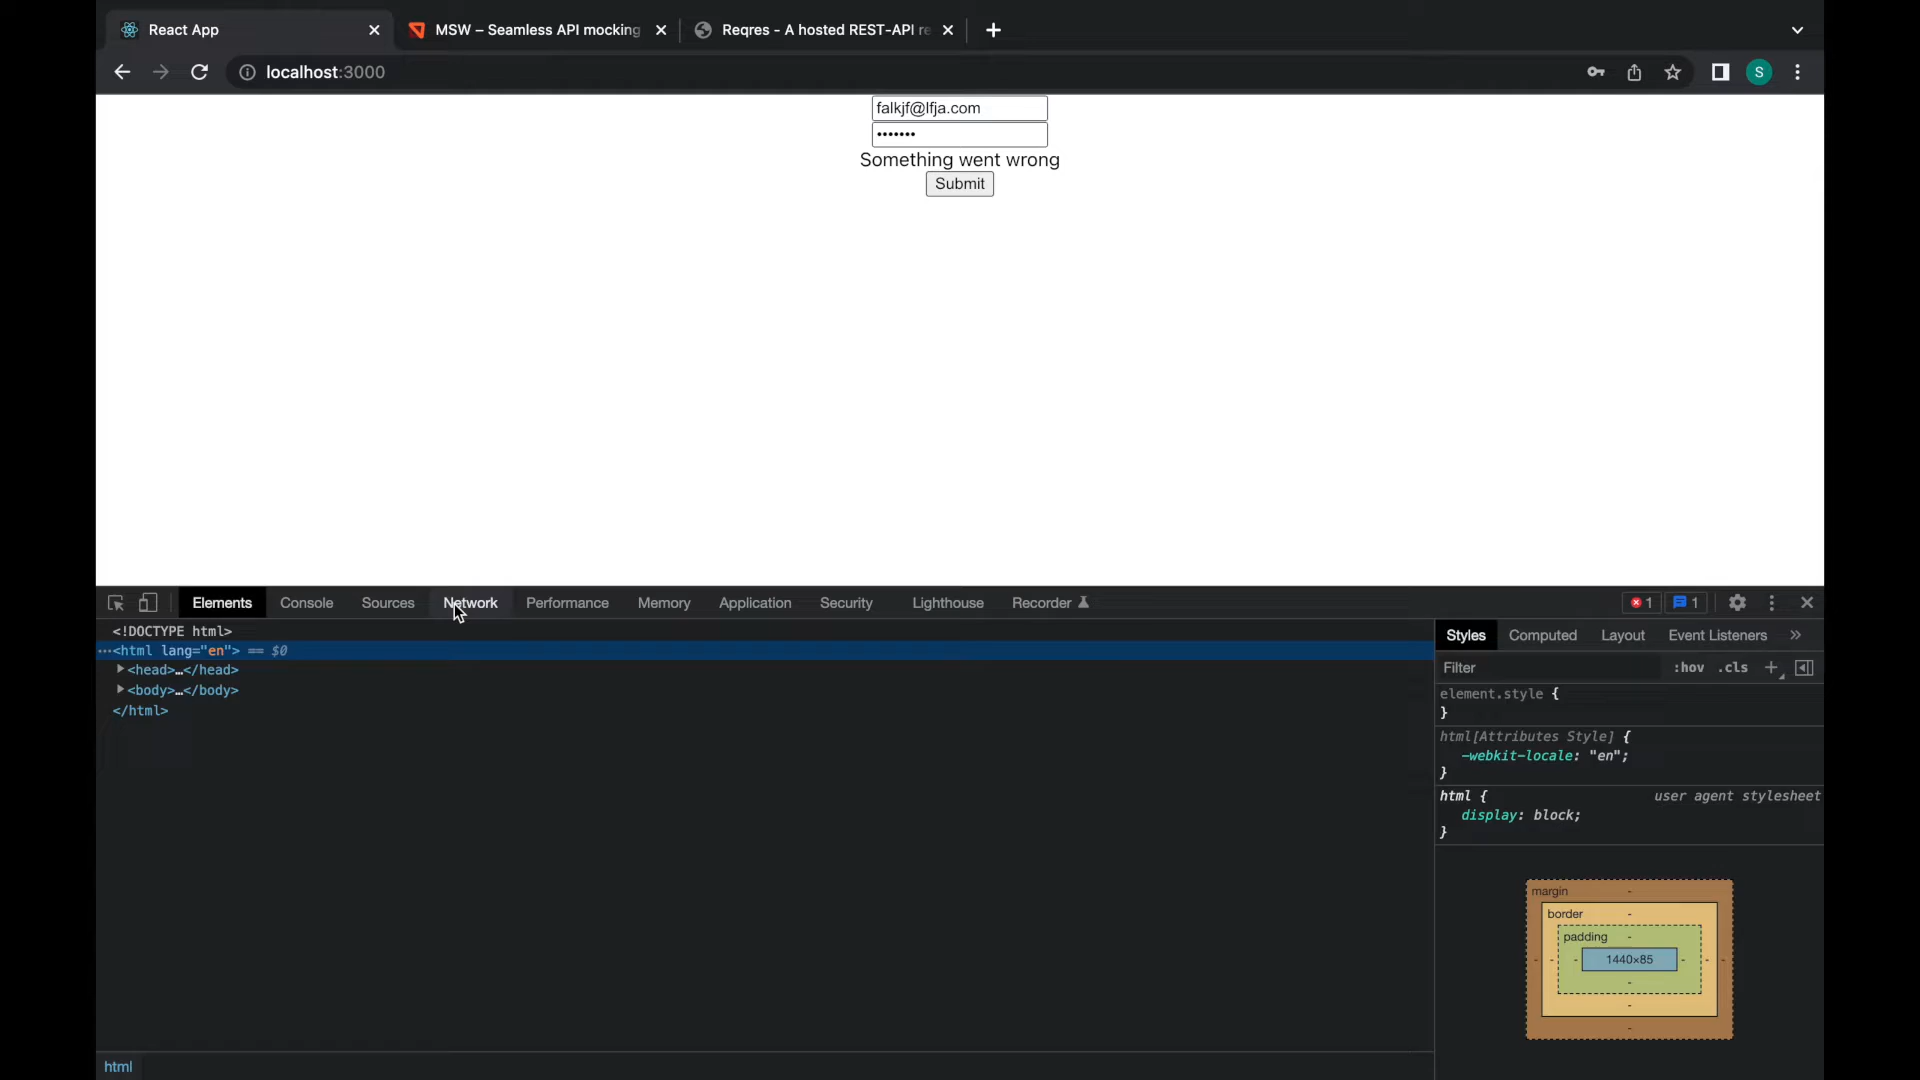 React App
MSW – Seamless API mocking
Reqres - A hosted REST-API re
S
localhost:3000
falkjf@lfja.com
•••••••
Something went wrong
Submit
Elements Console Sources Network Performance Memory Application Security Lighthouse Recorder 1 1
<!DOCTYPE html>
⋯<html lang="en"> == $0
<head>…</head>
<body>…</body>
</html>
Styles Computed Layout Event Listeners »
Filter :hov .cls +
element.style {
}
html[Attributes Style] {
-webkit-locale: "en";
}
html { user agent stylesheet
display: block;
}
margin -
border -
padding -
- - - 1440×85 - - -
-
-
-
html